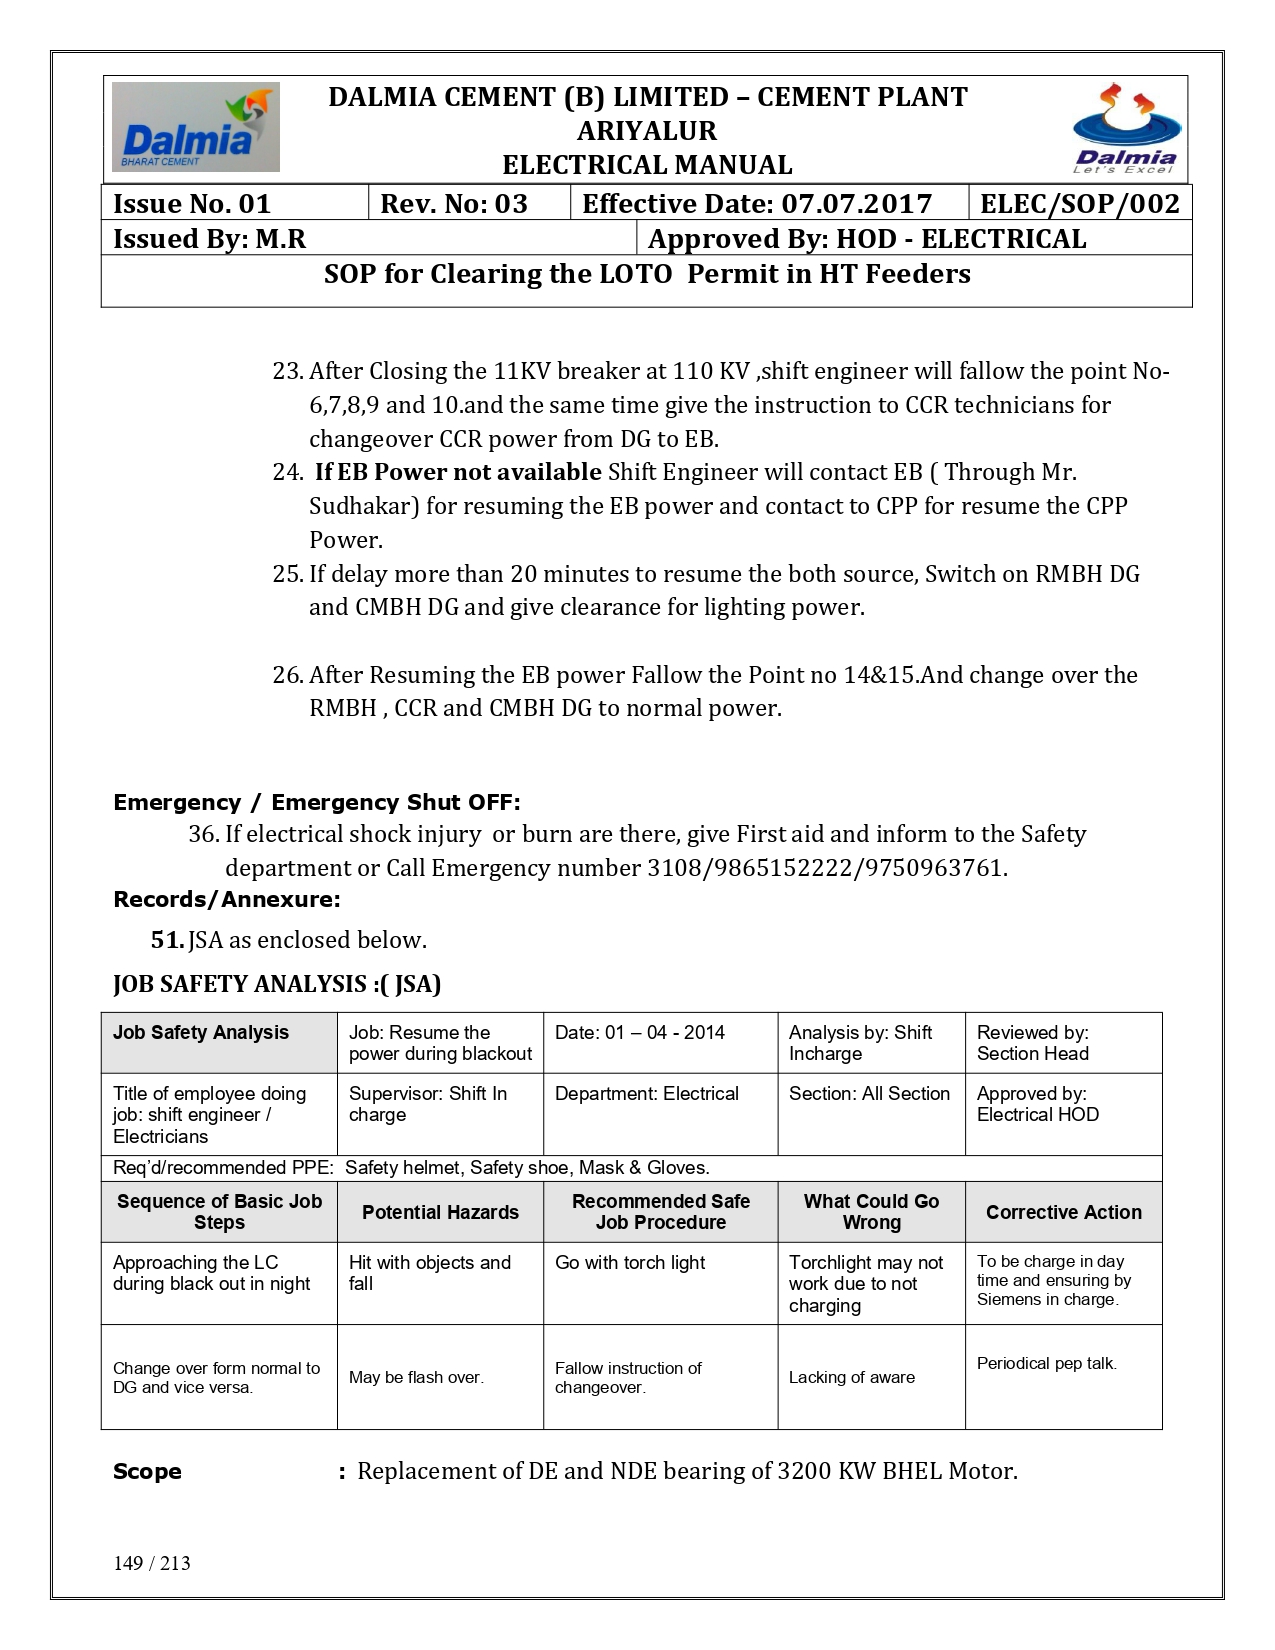 Dalmia
BHARAT CEMENT
DALMIA CEMENT (B) LIMITED – CEMENT PLANT
ARIYALUR
ELECTRICAL MANUAL
Dalmia
Let's Excel
Issue No. 01 Rev. No: 03 Effective Date: 07.07.2017 ELEC/SOP/002
Issued By: M.R Approved By: HOD - ELECTRICAL
SOP for Clearing the LOTO  Permit in HT Feeders
23. After Closing the 11KV breaker at 110 KV ,shift engineer will fallow the point No-
6,7,8,9 and 10.and the same time give the instruction to CCR technicians for
changeover CCR power from DG to EB.
24.  If EB Power not available Shift Engineer will contact EB ( Through Mr.
Sudhakar) for resuming the EB power and contact to CPP for resume the CPP
Power.
25. If delay more than 20 minutes to resume the both source, Switch on RMBH DG
and CMBH DG and give clearance for lighting power.
26. After Resuming the EB power Fallow the Point no 14&15.And change over the
RMBH , CCR and CMBH DG to normal power.
Emergency / Emergency Shut OFF:
36. If electrical shock injury  or burn are there, give First aid and inform to the Safety
department or Call Emergency number 3108/9865152222/9750963761.
Records/Annexure:
51. JSA as enclosed below.
JOB SAFETY ANALYSIS :( JSA)
Job Safety Analysis
Job: Resume the
power during blackout
Date: 01 – 04 - 2014
Analysis by: Shift
Incharge
Reviewed by:
Section Head
Title of employee doing
job: shift engineer /
Electricians
Supervisor: Shift In
charge
Department: Electrical
Section: All Section
Approved by:
Electrical HOD
Req'd/recommended PPE:  Safety helmet, Safety shoe, Mask & Gloves.
Sequence of Basic Job
Steps
Potential Hazards
Recommended Safe
Job Procedure
What Could Go
Wrong
Corrective Action
Approaching the LC
during black out in night
Hit with objects and
fall
Go with torch light
Torchlight may not
work due to not
charging
To be charge in day
time and ensuring by
Siemens in charge.
Change over form normal to
DG and vice versa.
May be flash over.
Fallow instruction of
changeover.
Lacking of aware
Periodical pep talk.
Scope : Replacement of DE and NDE bearing of 3200 KW BHEL Motor.
149 / 213